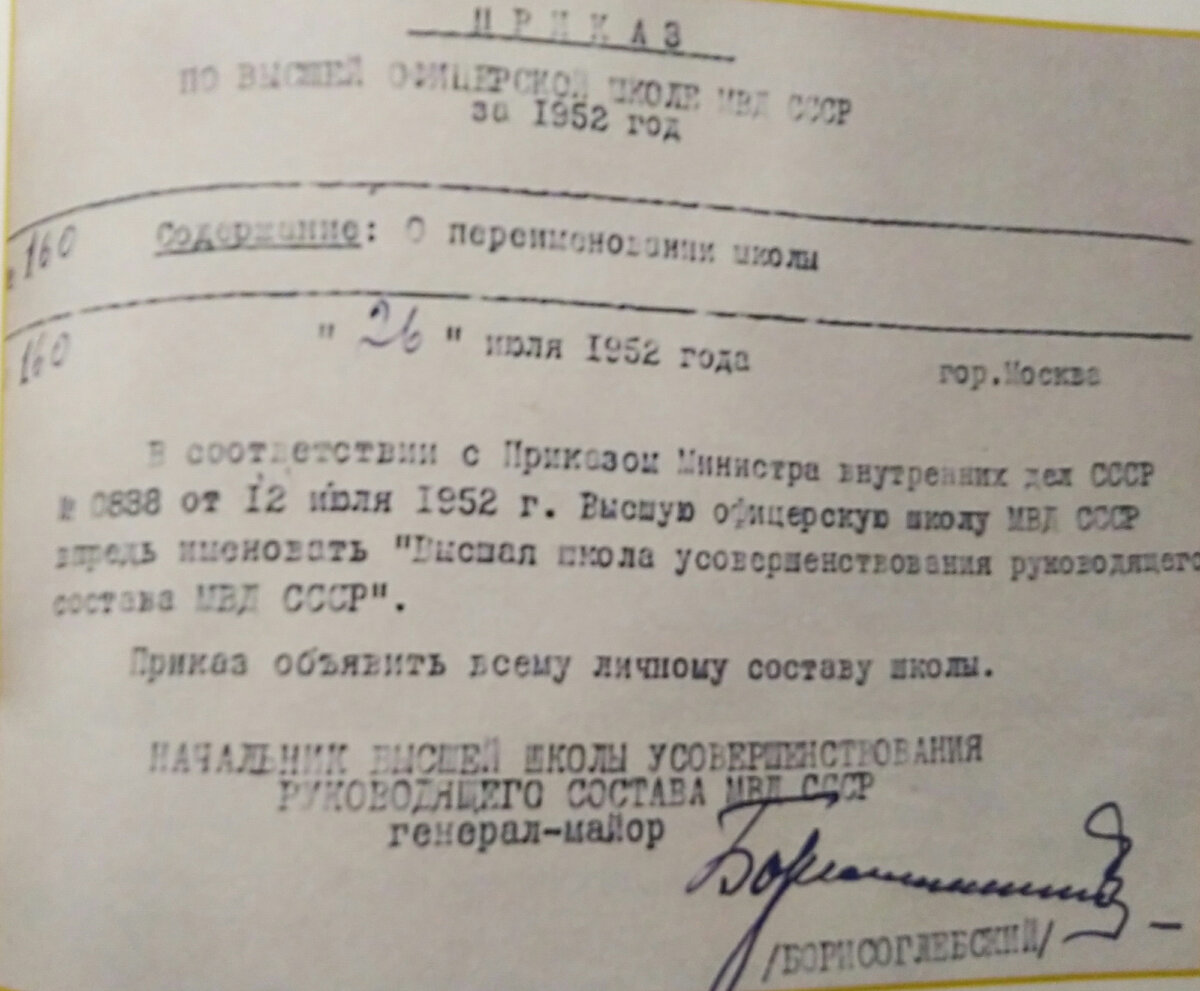 П Р И К А З
ПО ВЫСШЕЙ ОФИЦЕРСКОЙ ШКОЛЕ МВД СССР
за 1952 год
160 Содержание: О переименовании школы
160 " 26 " июля 1952 года гор.Москва
В соответствии с Приказом Министра внутренних дел СССР
№ 0838 от 12 июля 1952 г. Высшую офицерскую школу МВД СССР
впредь именовать "Высшая школа усовершенствования руководящего
состава МВД СССР".
Приказ объявить всему личному составу школы.
НАЧАЛЬНИК ВЫСШЕЙ ШКОЛЫ УСОВЕРШЕНСТВОВАНИЯ
РУКОВОДЯЩЕГО СОСТАВА МВД СССР
генерал-майор
/БОРИСОГЛЕБСКИЙ/